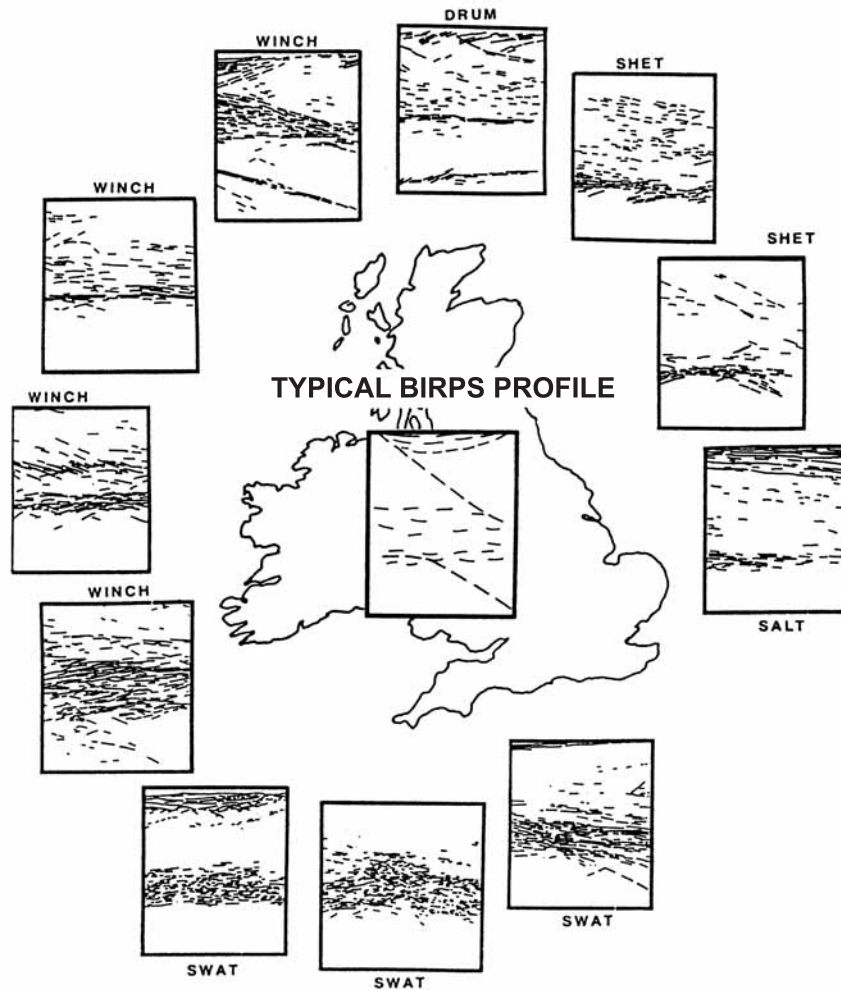 DRUM
WINCH
SHET
WINCH
SHET
TYPICAL BIRPS PROFILE
WINCH
WINCH
SALT
SWAT
SWAT
SWAT